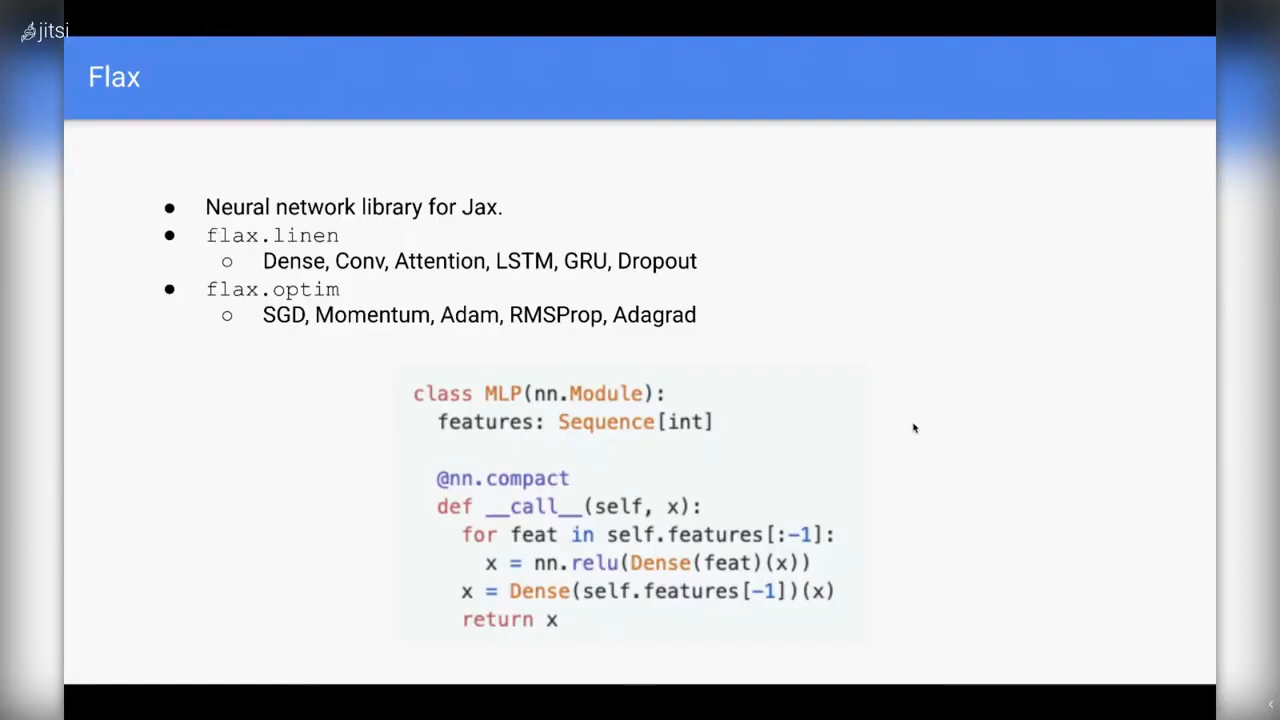 jitsi
Flax
● Neural network library for Jax.
● flax.linen
○ Dense, Conv, Attention, LSTM, GRU, Dropout
● flax.optim
○ SGD, Momentum, Adam, RMSProp, Adagrad
class MLP(nn.Module):
  features: Sequence[int]
  @nn.compact
  def __call__(self, x):
    for feat in self.features[:-1]:
      x = nn.relu(Dense(feat)(x))
    x = Dense(self.features[-1])(x)
    return x